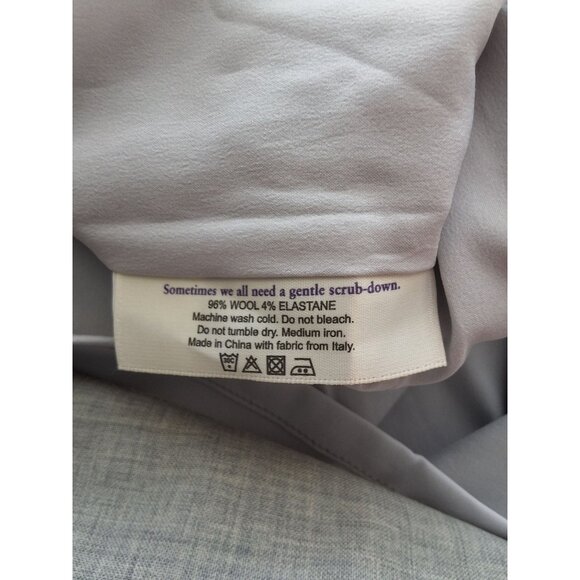 Sometimes we all need a gentle scrub-down.
96% WOOL 4% ELASTANE
Machine wash cold. Do not bleach.
Do not tumble dry. Medium iron.
Made in China with fabric from Italy.
30C